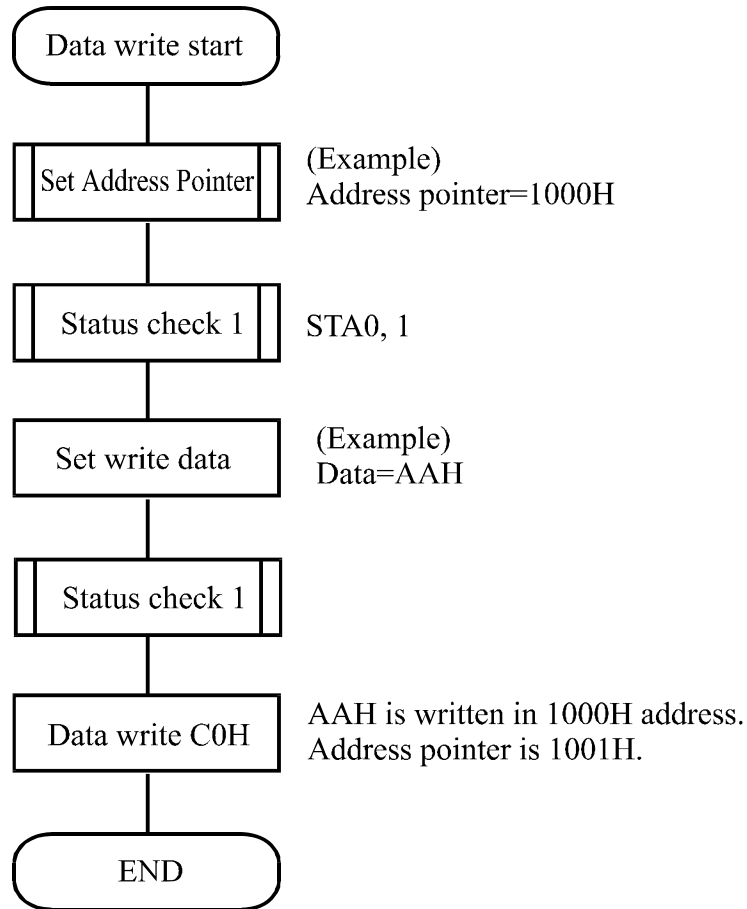 Data write start
Set Address Pointer
(Example)
Address pointer=1000H
Status check 1
STA0, 1
Set write data
(Example)
Data=AAH
Status check 1
Data write C0H
AAH is written in 1000H address.
Address pointer is 1001H.
END